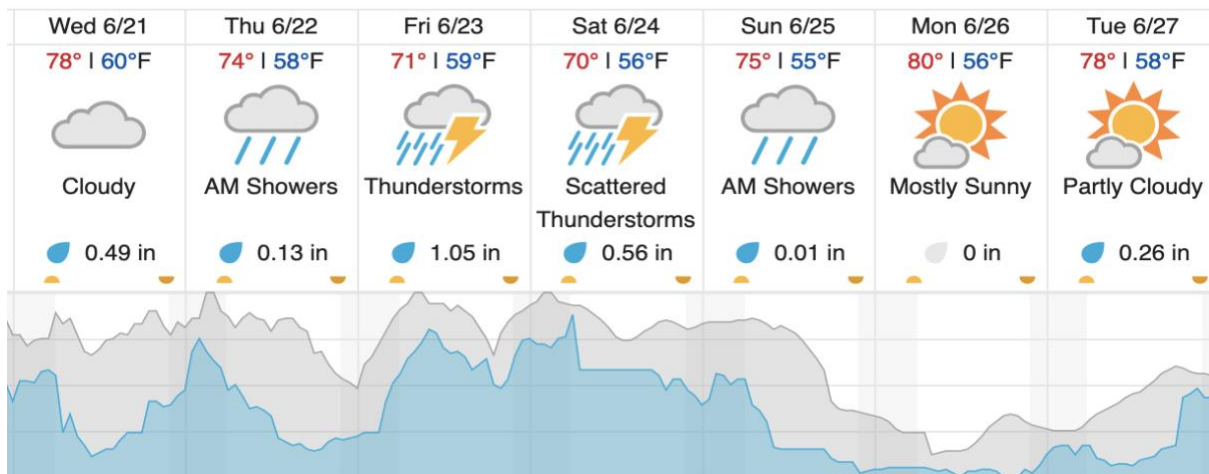 Wed 6/21 Thu 6/22 Fri 6/23 Sat 6/24 Sun 6/25 Mon 6/26 Tue 6/27
78° | 60°F 74° | 58°F 71° | 59°F 70° | 56°F 75° | 55°F 80° | 56°F 78° | 58°F
Cloudy AM Showers Thunderstorms Scattered AM Showers Mostly Sunny Partly Cloudy
Thunderstorms
0.49 in 0.13 in 1.05 in 0.56 in 0.01 in 0 in 0.26 in